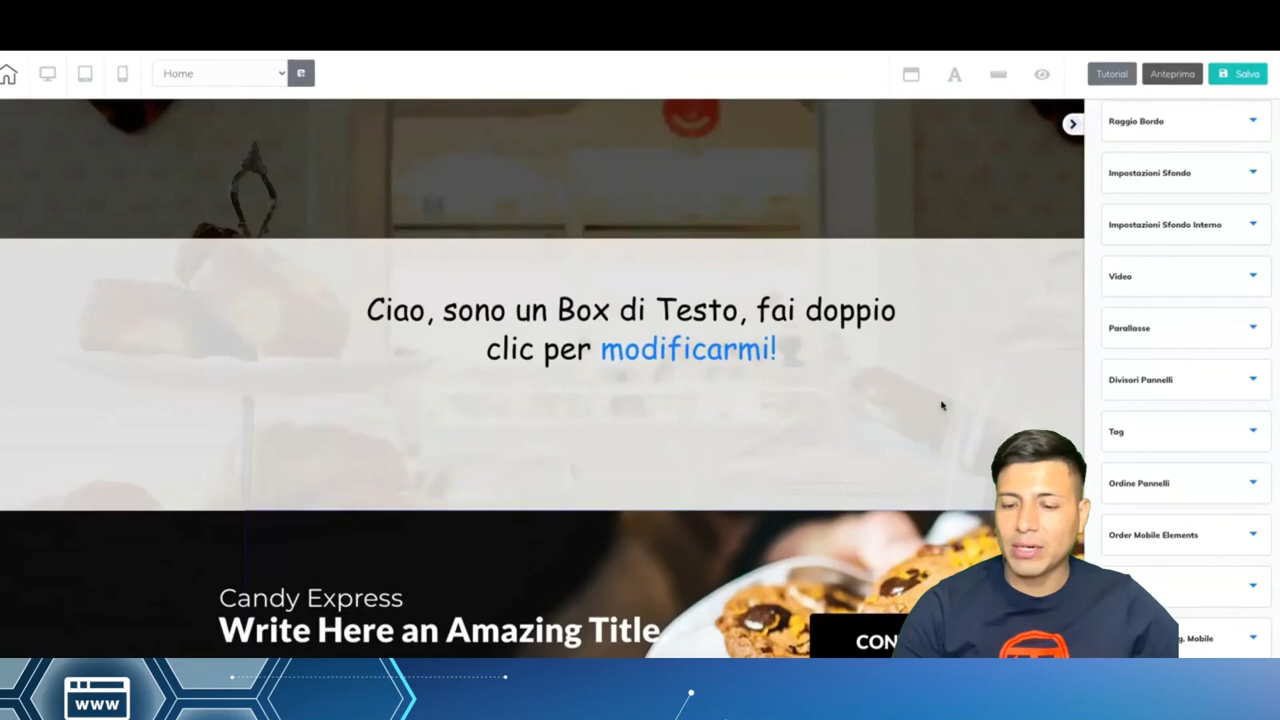 Home
Tutorial
Anteprima
Salva
Raggio Bordo
Impostazioni Sfondo
Impostazioni Sfondo Interno
Video
Parallasse
Divisori Pannelli
Tag
Ordine Pannelli
Order Mobile Elements
g. Mobile
Ciao, sono un Box di Testo, fai doppio
clic per modificarmi!
Candy Express
Write Here an Amazing Title
CON
www